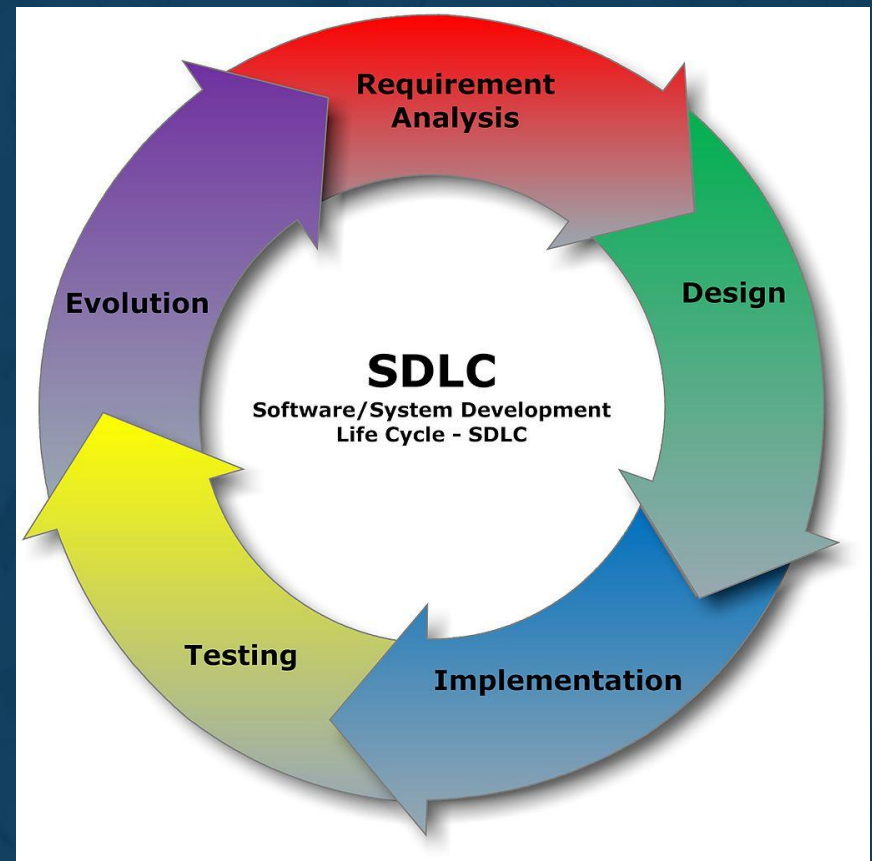 Requirement
Analysis
Design
Evolution
SDLC
Software/System Development
Life Cycle - SDLC
Testing
Implementation